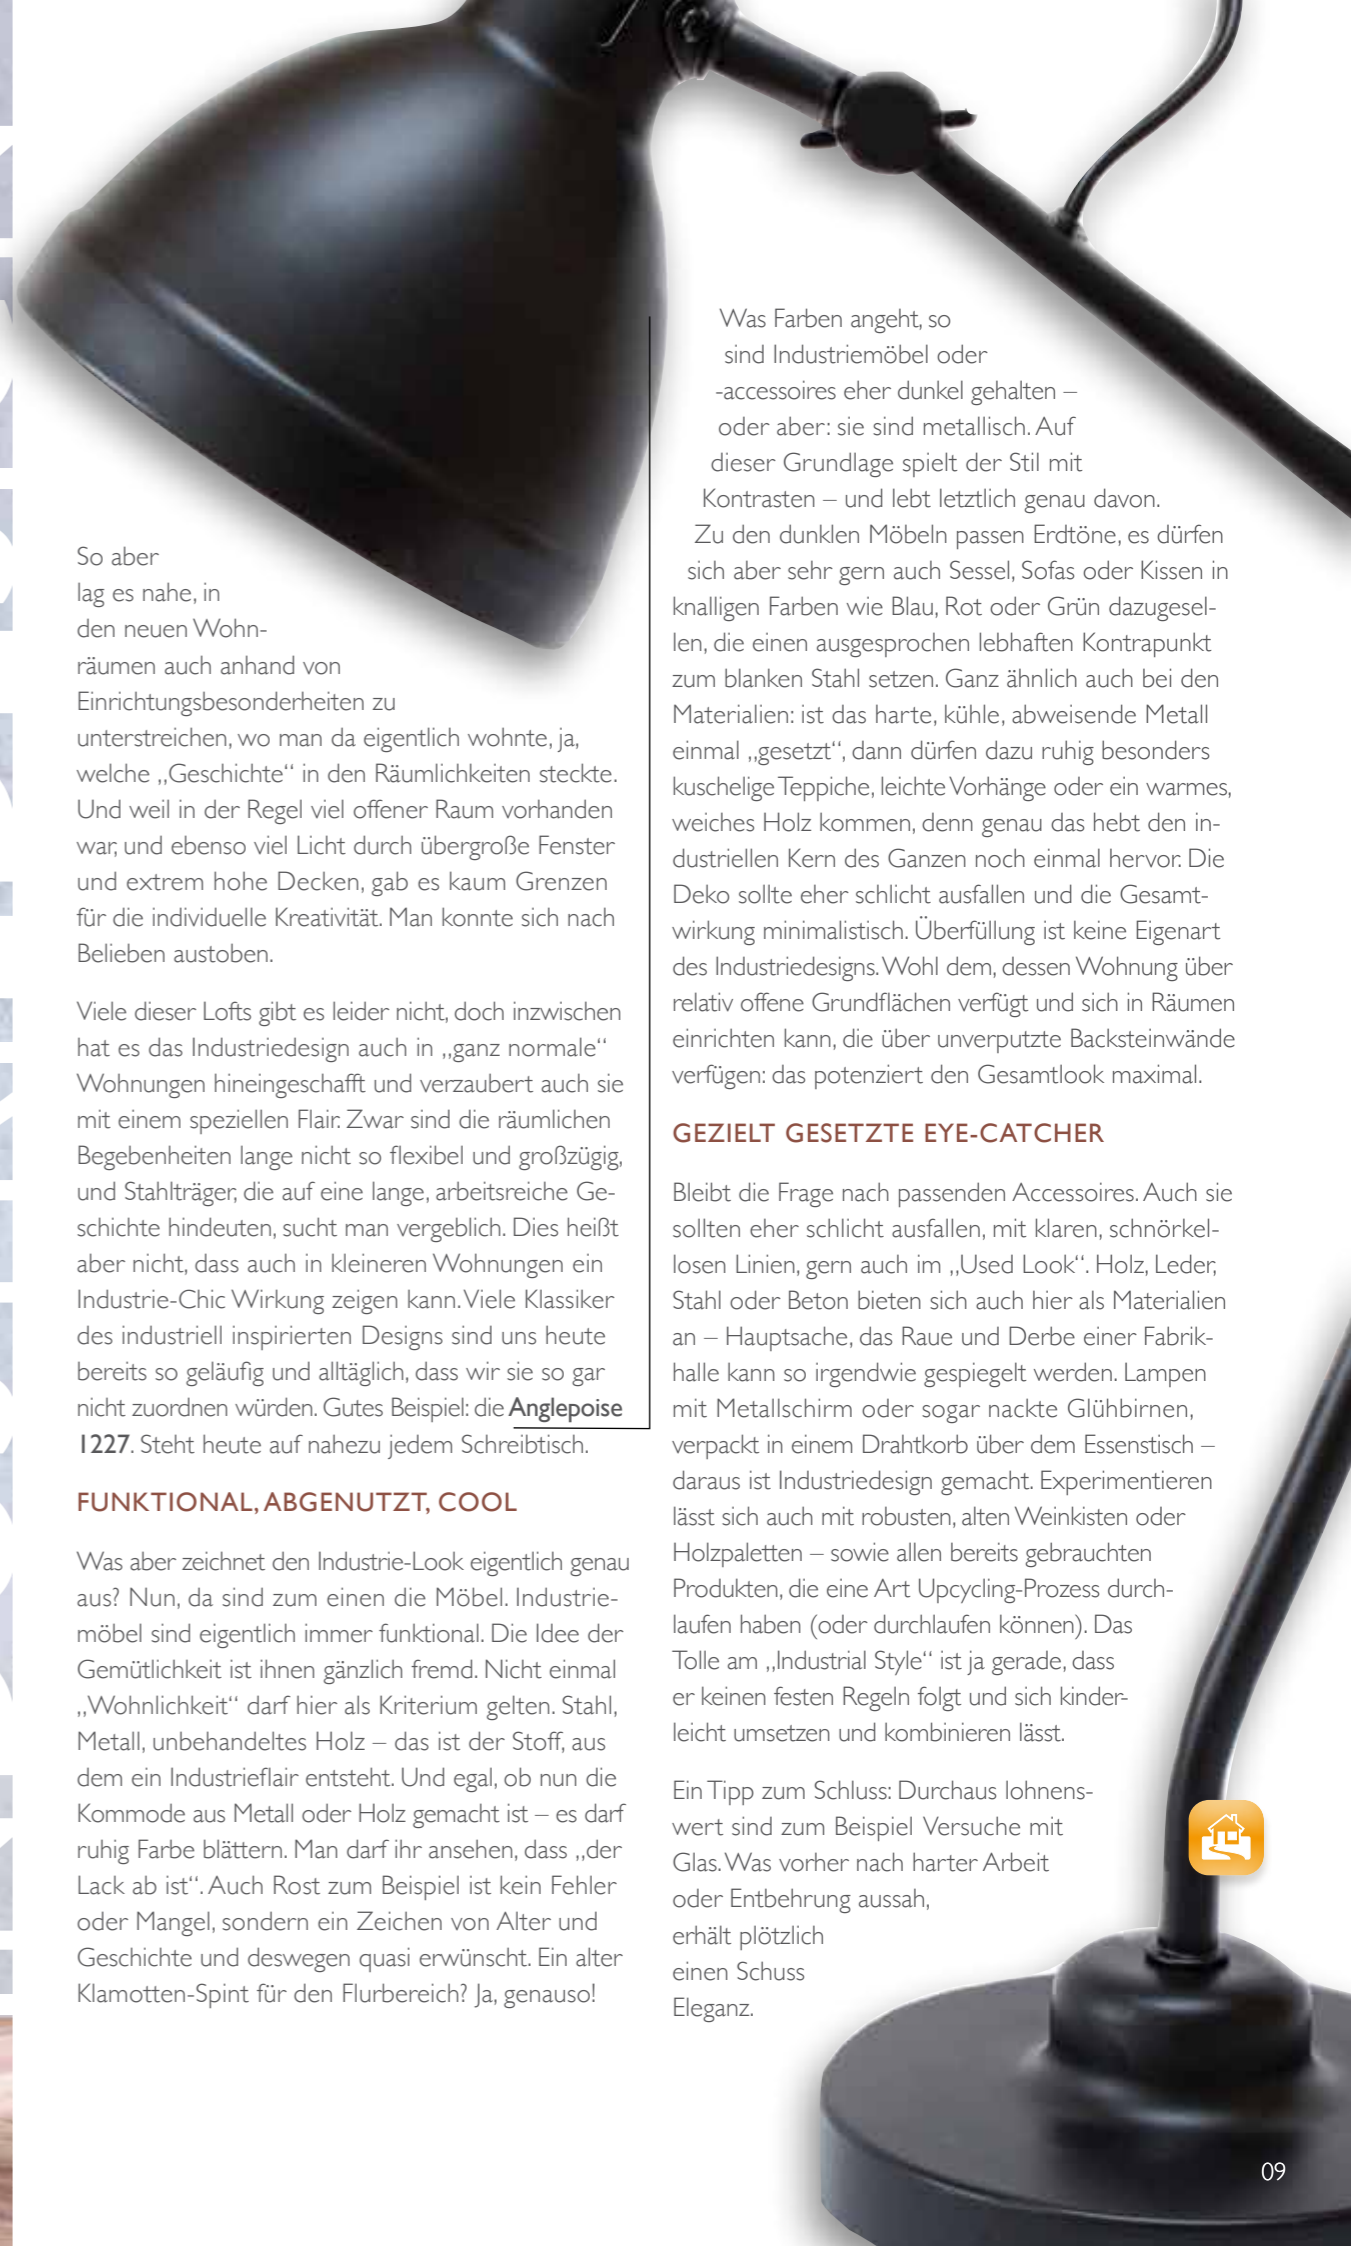 So aber
lag es nahe, in
den neuen Wohn-
räumen auch anhand von
Einrichtungsbesonderheiten zu
unterstreichen, wo man da eigentlich wohnte, ja,
welche „Geschichte“ in den Räumlichkeiten steckte.
Und weil in der Regel viel offener Raum vorhanden
war, und ebenso viel Licht durch übergroße Fenster
und extrem hohe Decken, gab es kaum Grenzen
für die individuelle Kreativität. Man konnte sich nach
Belieben austoben.
Viele dieser Lofts gibt es leider nicht, doch inzwischen
hat es das Industriedesign auch in „ganz normale“
Wohnungen hineingeschafft und verzaubert auch sie
mit einem speziellen Flair. Zwar sind die räumlichen
Begebenheiten lange nicht so flexibel und großzügig,
und Stahlträger, die auf eine lange, arbeitsreiche Ge-
schichte hindeuten, sucht man vergeblich. Dies heißt
aber nicht, dass auch in kleineren Wohnungen ein
Industrie-Chic Wirkung zeigen kann. Viele Klassiker
des industriell inspirierten Designs sind uns heute
bereits so geläufig und alltäglich, dass wir sie so gar
nicht zuordnen würden. Gutes Beispiel: die Anglepoise
1227. Steht heute auf nahezu jedem Schreibtisch.
FUNKTIONAL, ABGENUTZT, COOL
Was aber zeichnet den Industrie-Look eigentlich genau
aus? Nun, da sind zum einen die Möbel. Industrie-
möbel sind eigentlich immer funktional. Die Idee der
Gemütlichkeit ist ihnen gänzlich fremd. Nicht einmal
„Wohnlichkeit“ darf hier als Kriterium gelten. Stahl,
Metall, unbehandeltes Holz – das ist der Stoff, aus
dem ein Industrieflair entsteht. Und egal, ob nun die
Kommode aus Metall oder Holz gemacht ist – es darf
ruhig Farbe blättern. Man darf ihr ansehen, dass „der
Lack ab ist“. Auch Rost zum Beispiel ist kein Fehler
oder Mangel, sondern ein Zeichen von Alter und
Geschichte und deswegen quasi erwünscht. Ein alter
Klamotten-Spint für den Flurbereich? Ja, genauso!
Was Farben angeht, so
sind Industriemöbel oder
-accessoires eher dunkel gehalten –
oder aber: sie sind metallisch. Auf
dieser Grundlage spielt der Stil mit
Kontrasten – und lebt letztlich genau davon.
Zu den dunklen Möbeln passen Erdtöne, es dürfen
sich aber sehr gern auch Sessel, Sofas oder Kissen in
knalligen Farben wie Blau, Rot oder Grün dazugesel-
len, die einen ausgesprochen lebhaften Kontrapunkt
zum blanken Stahl setzen. Ganz ähnlich auch bei den
Materialien: ist das harte, kühle, abweisende Metall
einmal „gesetzt“, dann dürfen dazu ruhig besonders
kuschelige Teppiche, leichte Vorhänge oder ein warmes,
weiches Holz kommen, denn genau das hebt den in-
dustriellen Kern des Ganzen noch einmal hervor. Die
Deko sollte eher schlicht ausfallen und die Gesamt-
wirkung minimalistisch. Überfüllung ist keine Eigenart
des Industriedesigns. Wohl dem, dessen Wohnung über
relativ offene Grundflächen verfügt und sich in Räumen
einrichten kann, die über unverputzte Backsteinwände
verfügen: das potenziert den Gesamtlook maximal.
GEZIELT GESETZTE EYE-CATCHER
Bleibt die Frage nach passenden Accessoires. Auch sie
sollten eher schlicht ausfallen, mit klaren, schnörkel-
losen Linien, gern auch im „Used Look“. Holz, Leder,
Stahl oder Beton bieten sich auch hier als Materialien
an – Hauptsache, das Raue und Derbe einer Fabrik-
halle kann so irgendwie gespiegelt werden. Lampen
mit Metallschirm oder sogar nackte Glühbirnen,
verpackt in einem Drahtkorb über dem Essenstisch –
daraus ist Industriedesign gemacht. Experimentieren
lässt sich auch mit robusten, alten Weinkisten oder
Holzpaletten – sowie allen bereits gebrauchten
Produkten, die eine Art Upcycling-Prozess durch-
laufen haben (oder durchlaufen können). Das
Tolle am „Industrial Style“ ist ja gerade, dass
er keinen festen Regeln folgt und sich kinder-
leicht umsetzen und kombinieren lässt.
Ein Tipp zum Schluss: Durchaus lohnens-
wert sind zum Beispiel Versuche mit
Glas. Was vorher nach harter Arbeit
oder Entbehrung aussah,
erhält plötzlich
einen Schuss
Eleganz.
09